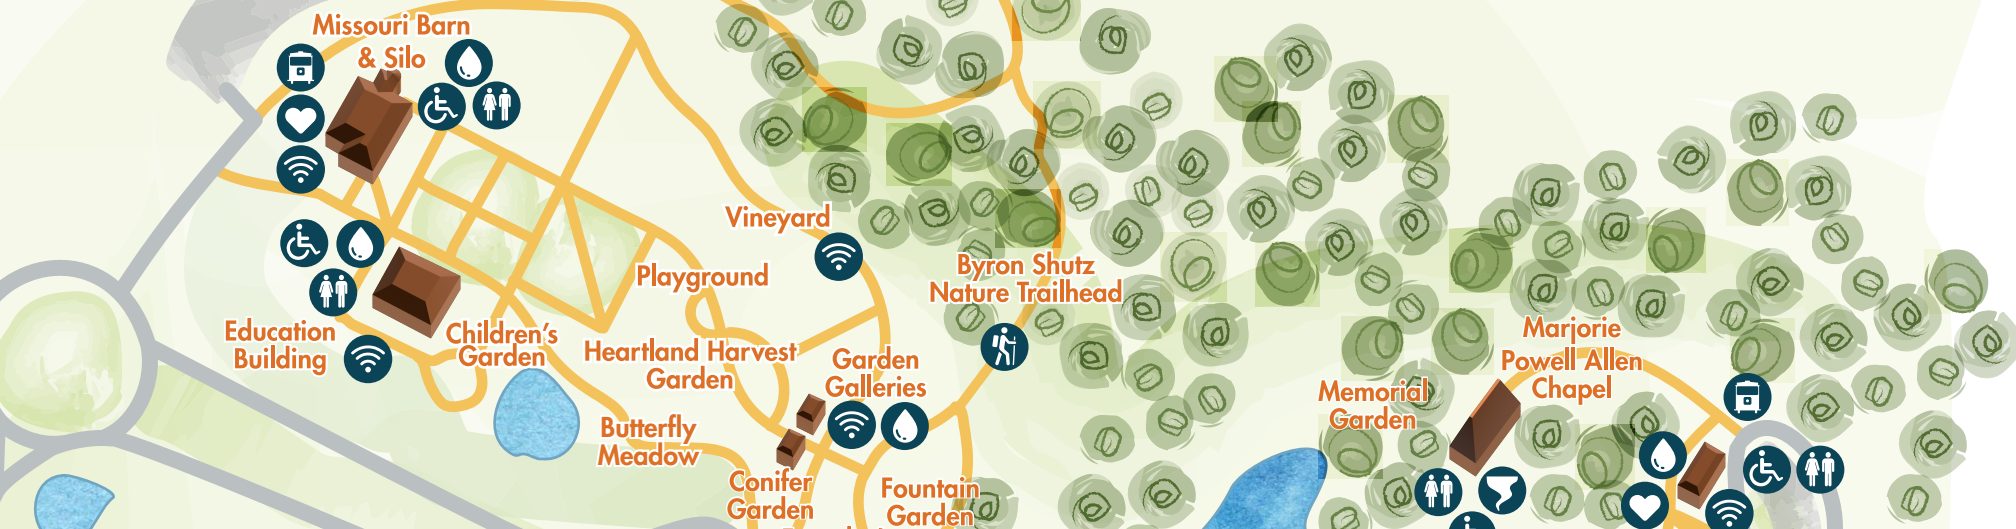 Missouri Barn
& Silo
Vineyard
Playground
Byron Shutz
Nature Trailhead
Education
Building
Children's
Garden
Heartland Harvest
Garden
Garden
Galleries
Butterfly
Meadow
Conifer
Garden
Fountain
Garden
Marjorie
Powell Allen
Chapel
Memorial
Garden